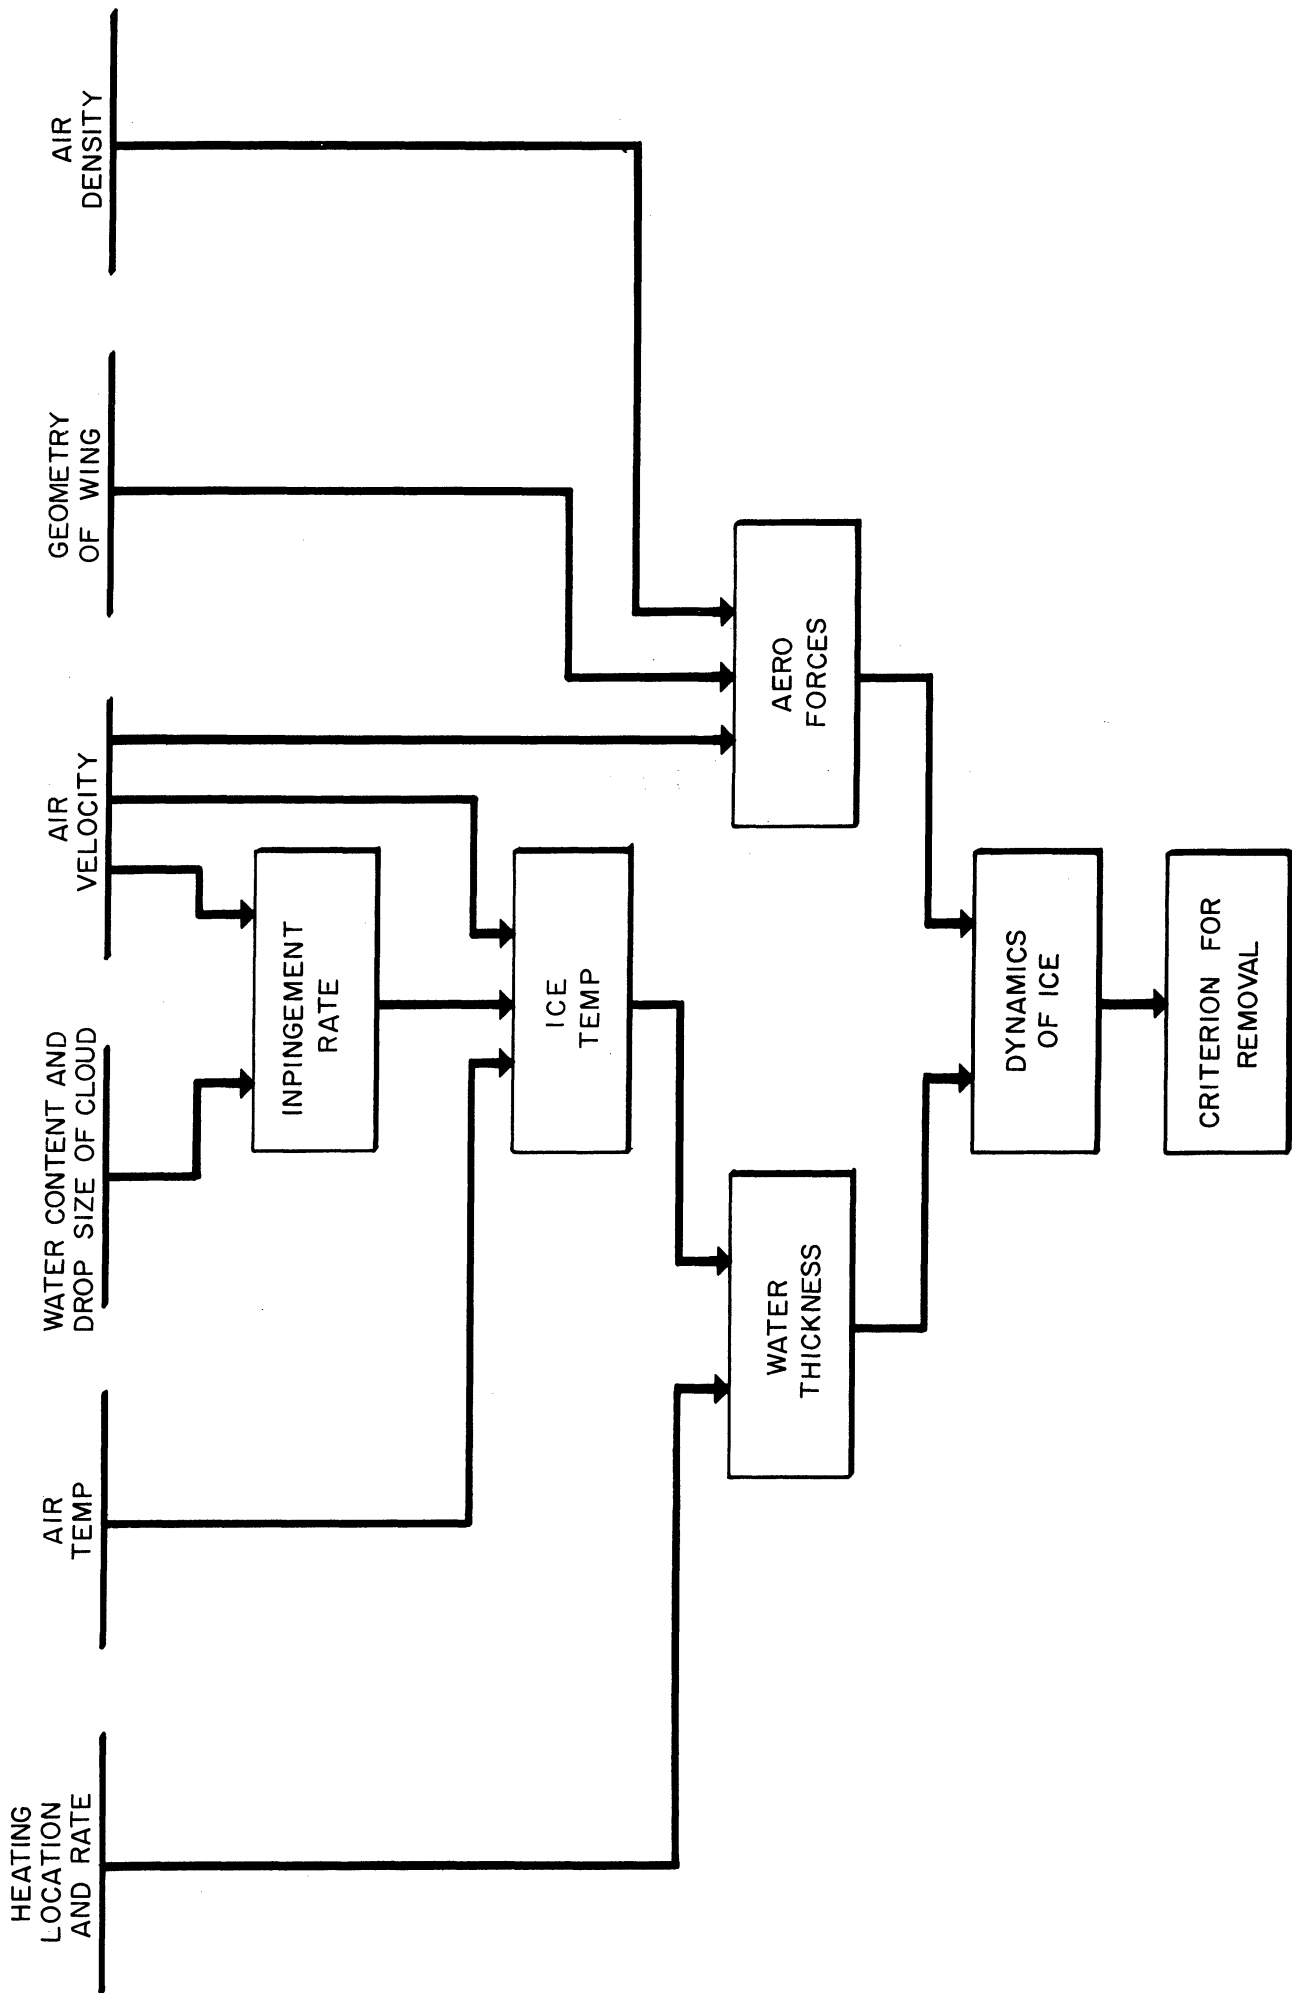 HEATING
LOCATION
AND RATE
AIR
TEMP
WATER CONTENT AND
DROP SIZE OF CLOUD
AIR
VELOCITY
GEOMETRY
OF WING
AIR
DENSITY
INPINGEMENT
RATE
ICE
TEMP
WATER
THICKNESS
AERO
FORCES
DYNAMICS
OF ICE
CRITERION FOR
REMOVAL